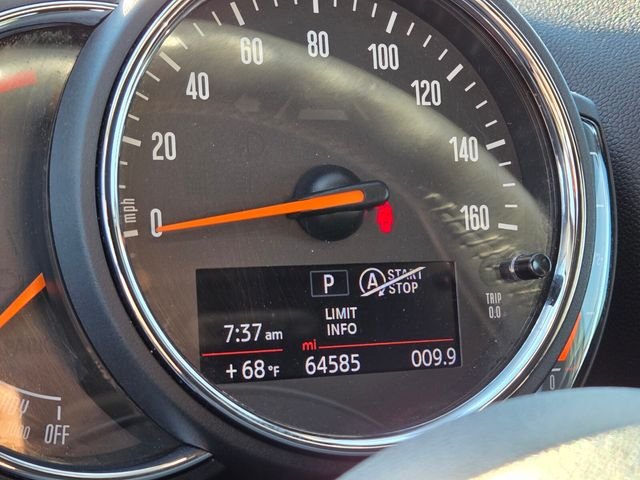 0 20 40 60 80 100 120 140 160
mph
P A START
STOP
LIMIT
INFO
7:37 am
mi
+ 68 °F 64585 009.9
TRIP
0.0
OFF
0